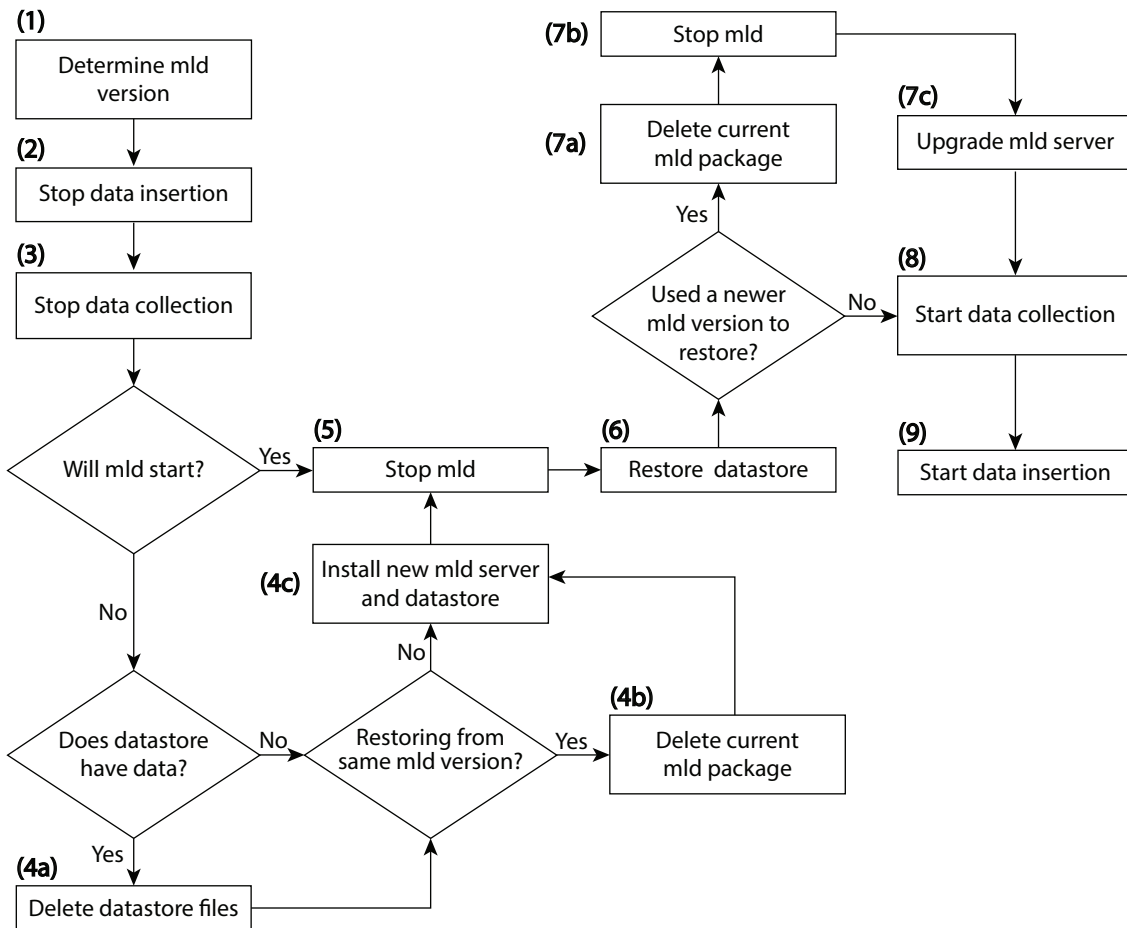 (1)
Determine mld
version
(2)
Stop data insertion
(3)
Stop data collection
Will mld start?
Yes
No
Does datastore
have data?
No
Yes
(4a)
Delete datastore files
Restoring from
same mld version?
Yes
No
(4b)
Delete current
mld package
(4c)
Install new mld server
and datastore
(5)
Stop mld
(6)
Restore datastore
Used a newer
mld version to
restore?
Yes
No
(7a)
Delete current
mld package
(7b)
Stop mld
(7c)
Upgrade mld server
(8)
Start data collection
(9)
Start data insertion